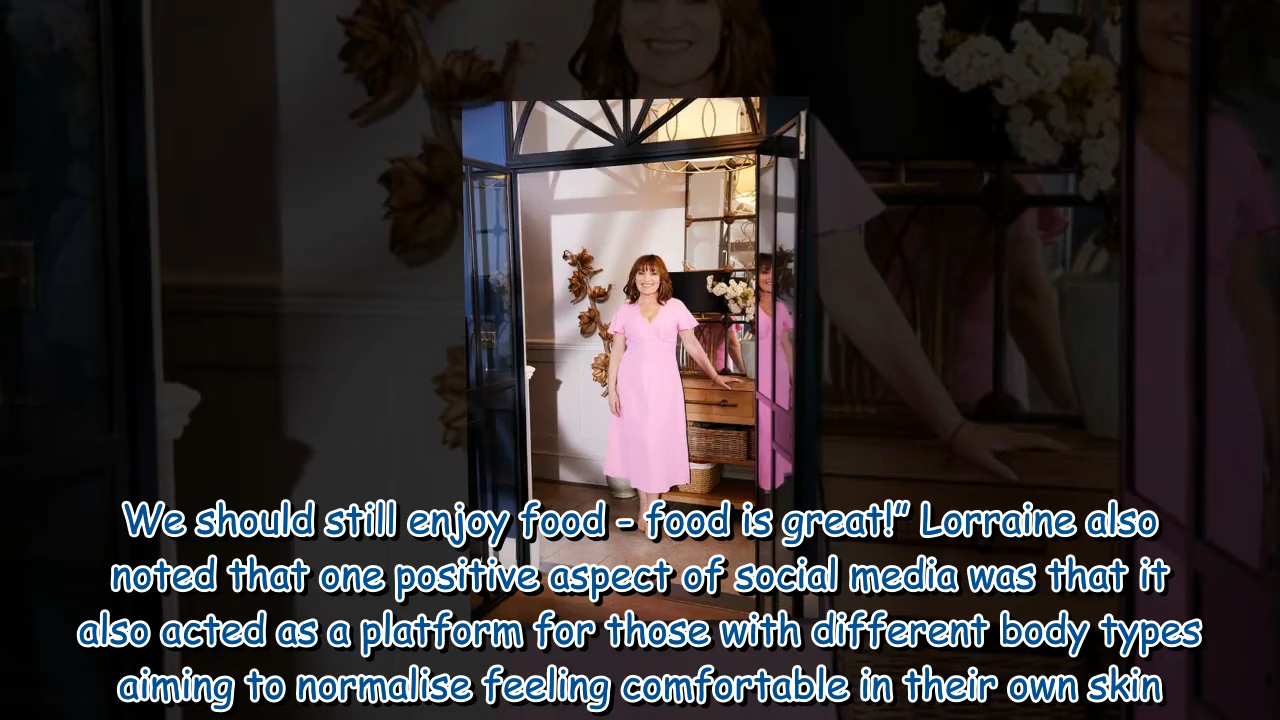 We should still enjoy food - food is great!” Lorraine also
noted that one positive aspect of social media was that it
also acted as a platform for those with different body types
aiming to normalise feeling comfortable in their own skin